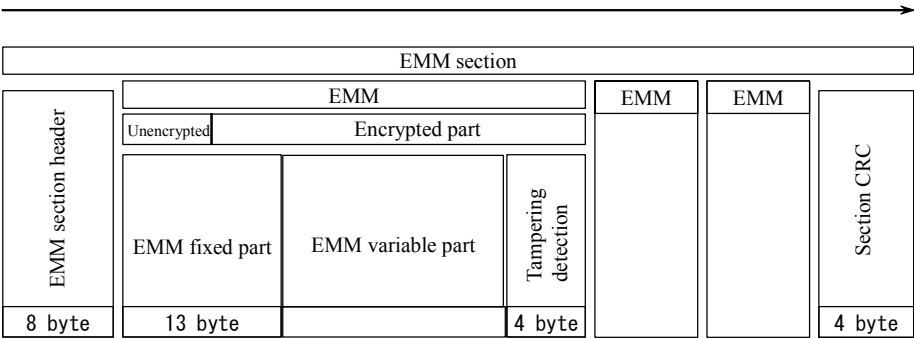 EMM section
EMM section header
EMM
EMM
EMM
Unencrypted
Encrypted part
EMM fixed part
EMM variable part
Tampering
detection
Section CRC
8 byte
13 byte
4 byte
4 byte